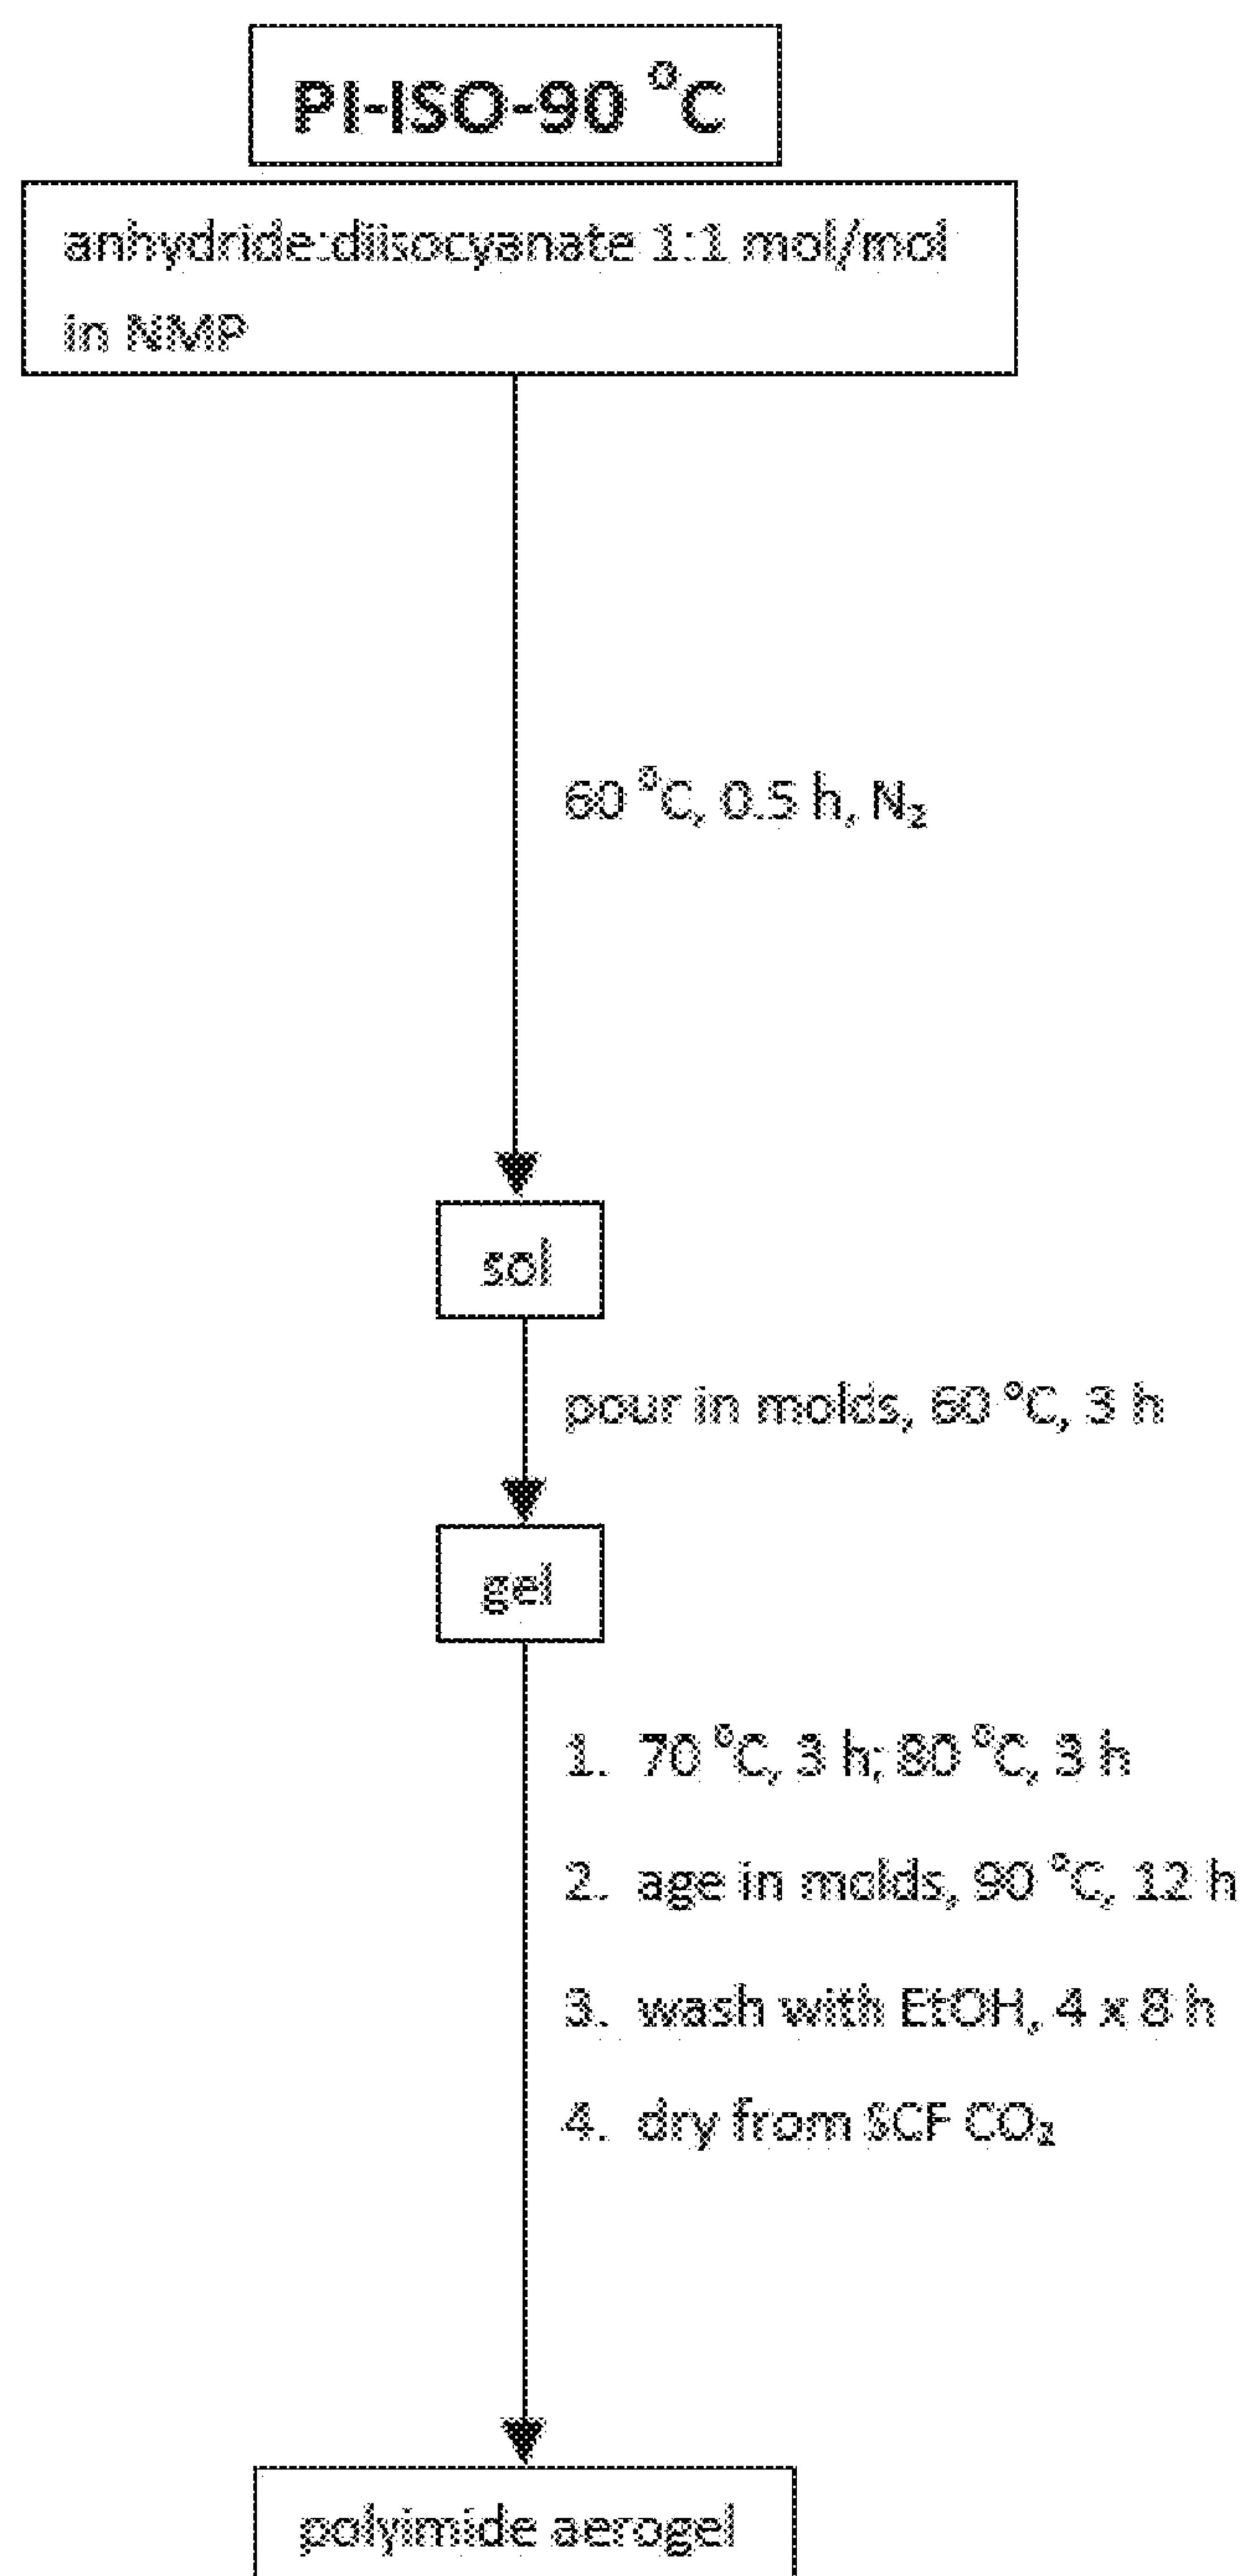 PI-ISO-90 °C
anhydride:diisocyanate 1:1 mol/mol
in NMP
60 °C, 0.5 h, N₂
sol
pour in molds, 60 °C, 3 h
gel
1. 70 °C, 3 h; 80 °C, 3 h
2. age in molds, 90 °C, 12 h
3. wash with EtOH, 4 x 8 h
4. dry from SCF CO₂
polyimide aerogel